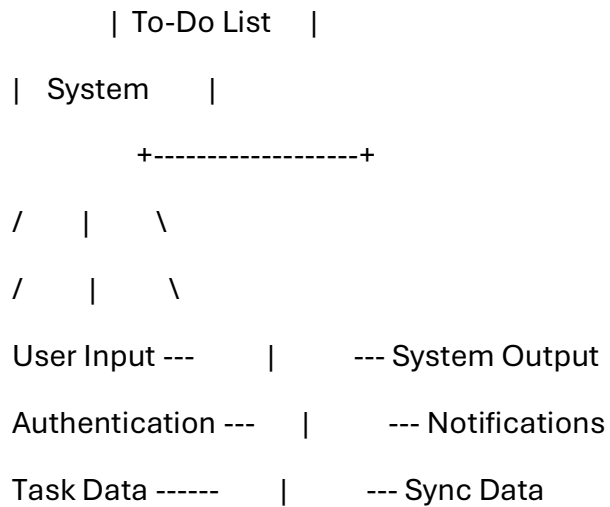 | To-Do List |
| System |
+-------------------+
/ | \
/ | \
User Input --- | --- System Output
Authentication --- | --- Notifications
Task Data ------ | --- Sync Data